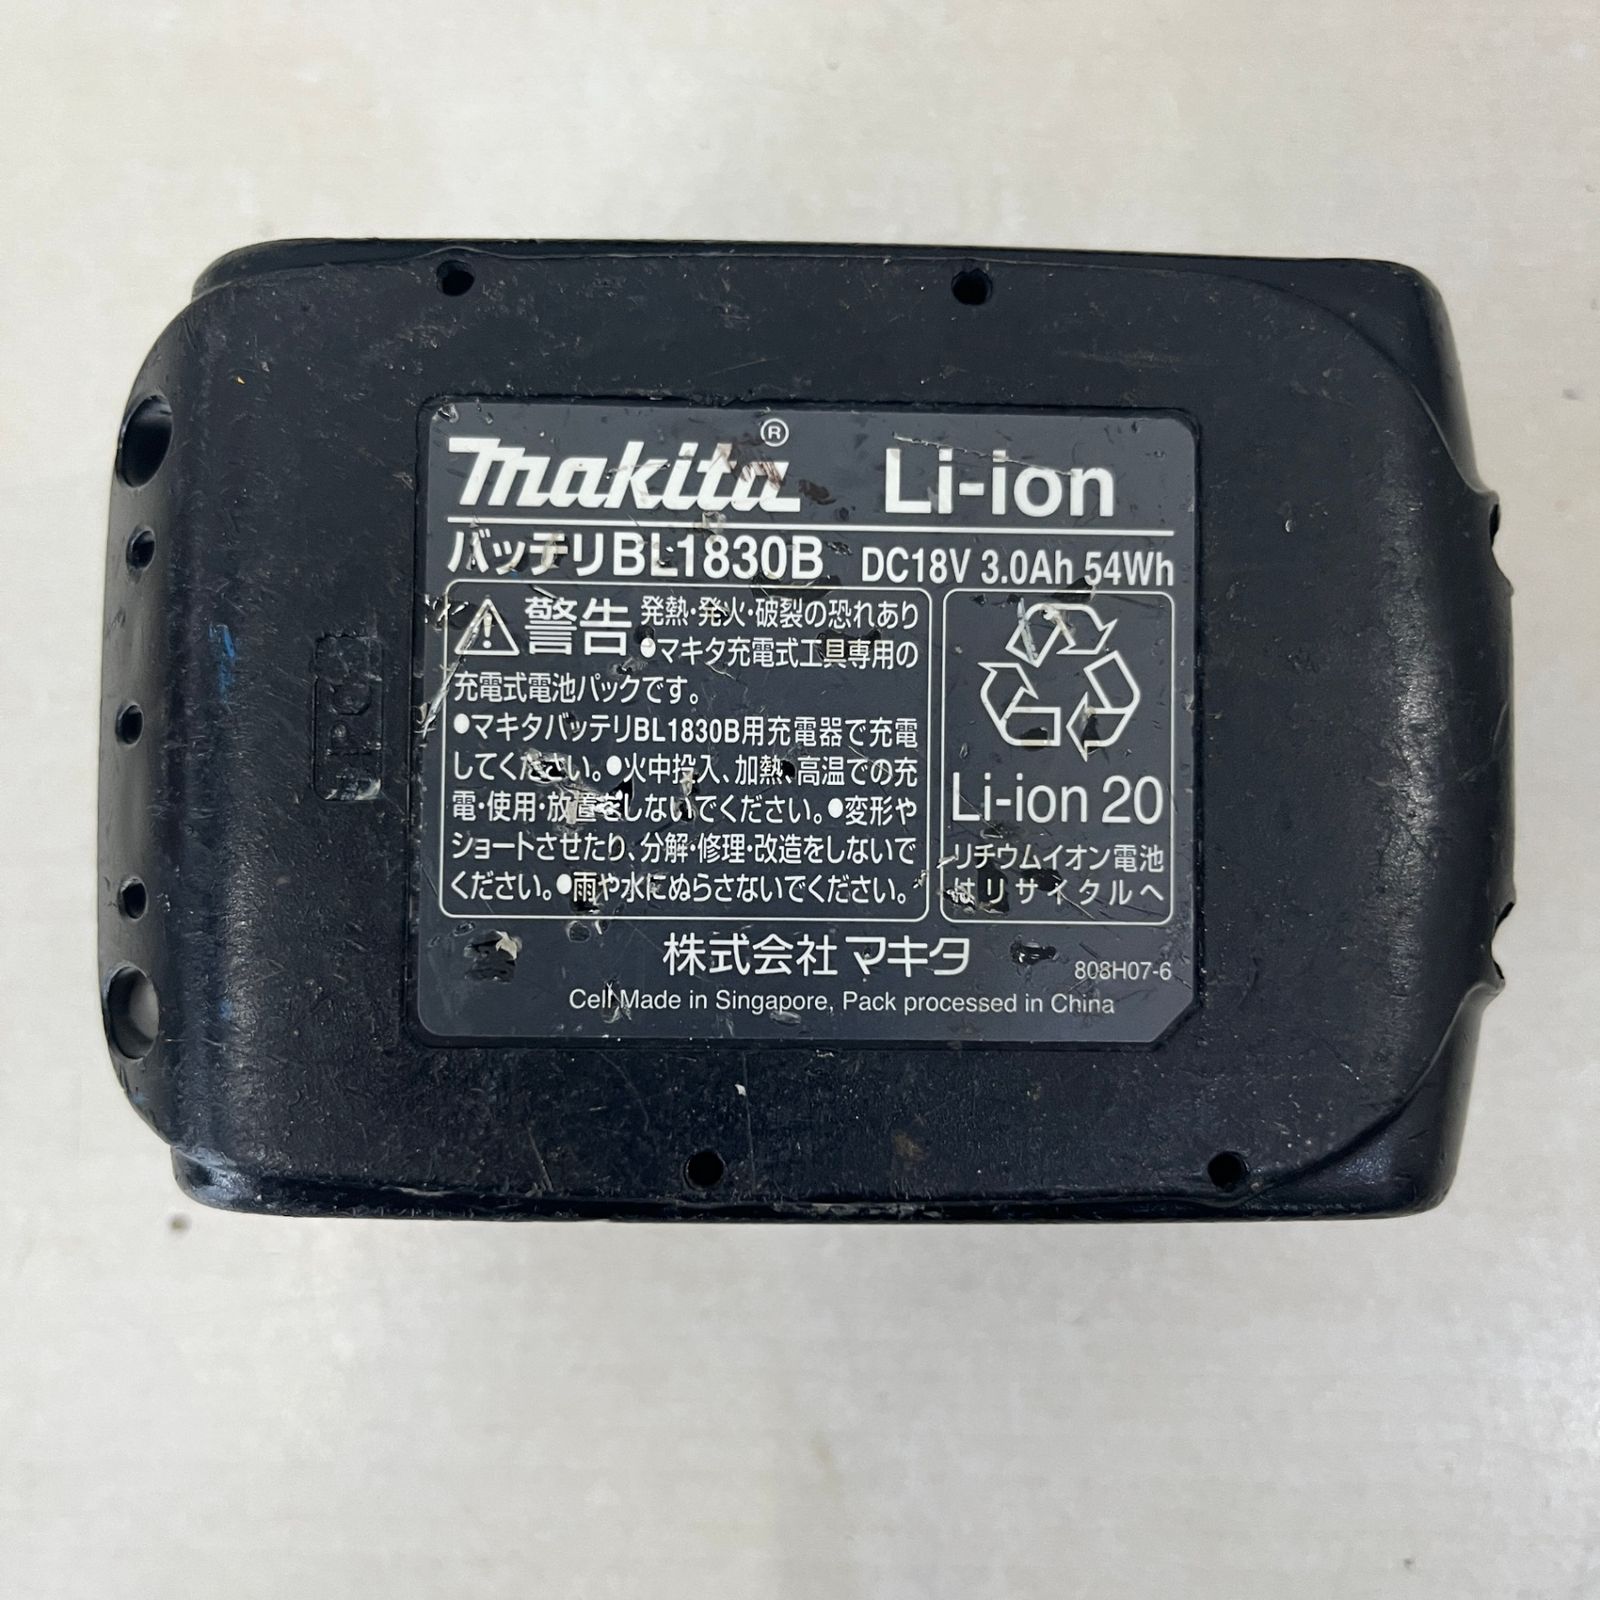 makita® Li-ion
バッテリBL1830B DC18V 3.0Ah 54Wh
警告 発熱・発火・破裂の恐れあり
●マキタ充電式工具専用の
充電式電池パックです。
●マキタバッテリBL1830B用充電器で充電
してください。●火中投入、加熱、高温での充
電・使用・放置をしないでください。●変形や
ショートさせたり、分解・修理・改造をしないで
ください。●雨や水にぬらさないでください。
Li-ion 20
リチウムイオン電池
はリサイクルへ
株式会社マキタ
808H07-6
Cell Made in Singapore, Pack processed in China